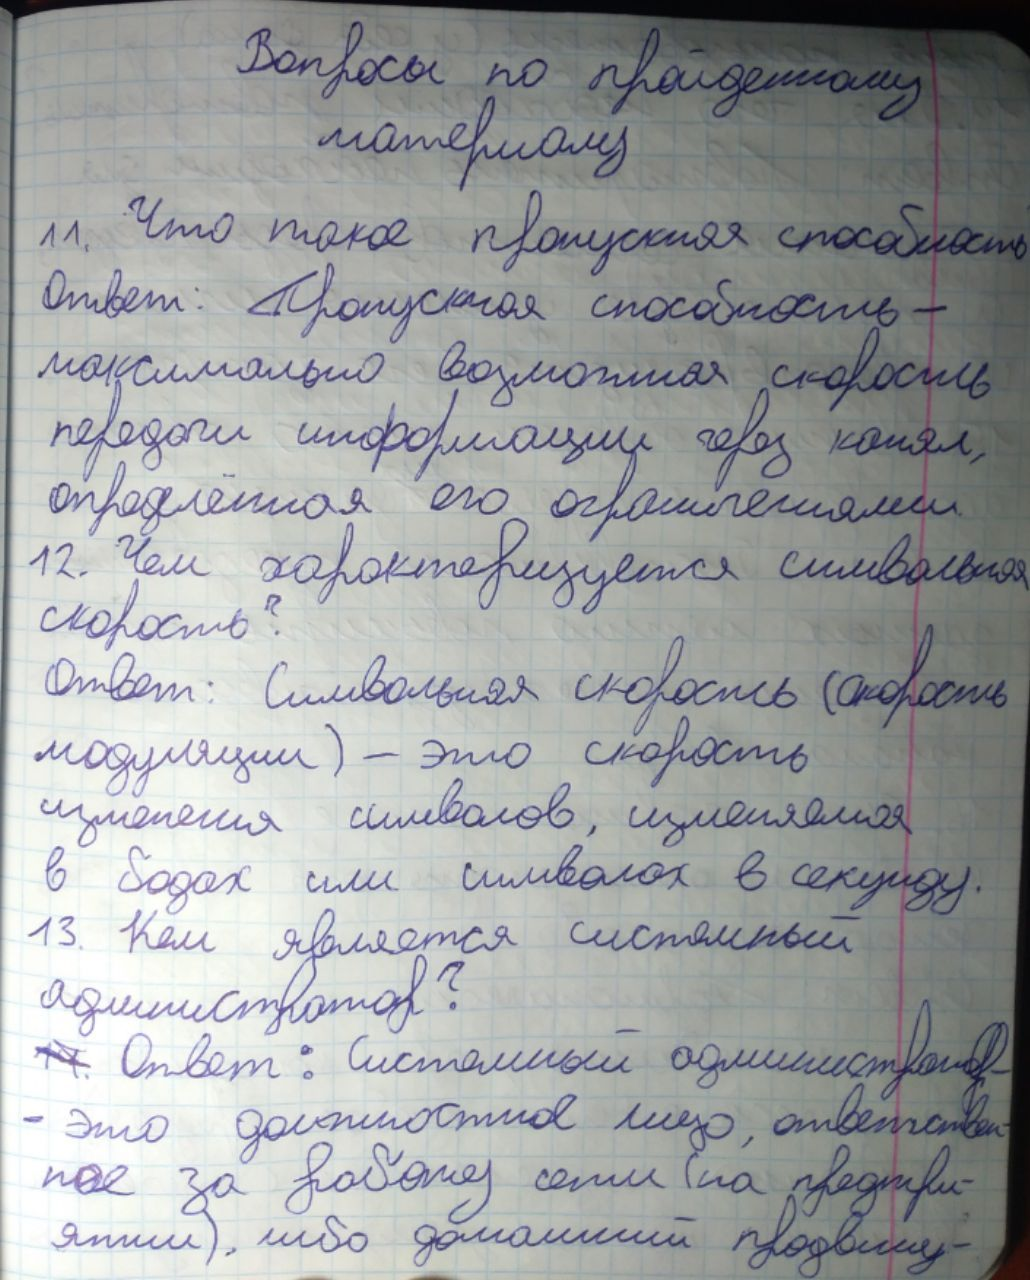 Вопросы по пройденному
материалу
11. Что такое пропускная способность
Ответ: Пропускная способность –
максимально возможная скорость
передачи информации через канал,
определённая его ограничениями.
12. Чем характеризуется символьная
скорость?
Ответ: Символьная скорость (скорость
модуляции) – это скорость
изменения символов, изменяемая
в бодах или символах в секунду.
13. Кем является системный
администратор?
14. Ответ: Системный администратор –
- это должностное лицо, ответствен-
ное за работу сети (на предпри-
ятии), либо домашний продвину-